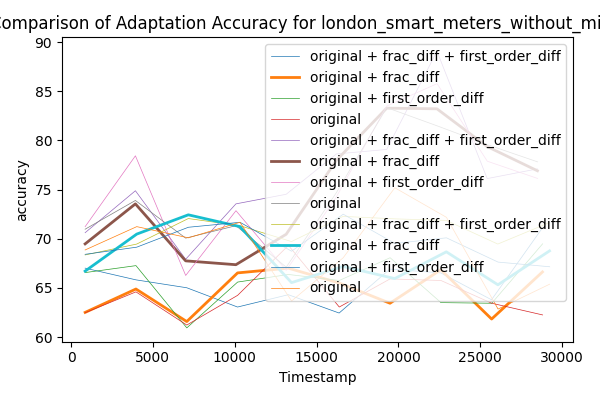 Comparison of Adaptation Accuracy for london_smart_meters_without_mi
90
85
80
75
70
65
60
accuracy
0 5000 10000 15000 20000 25000 30000
Timestamp
original + frac_diff + first_order_diff
original + frac_diff
original + first_order_diff
original
original + frac_diff + first_order_diff
original + frac_diff
original + first_order_diff
original
original + frac_diff + first_order_diff
original + frac_diff
original + first_order_diff
original